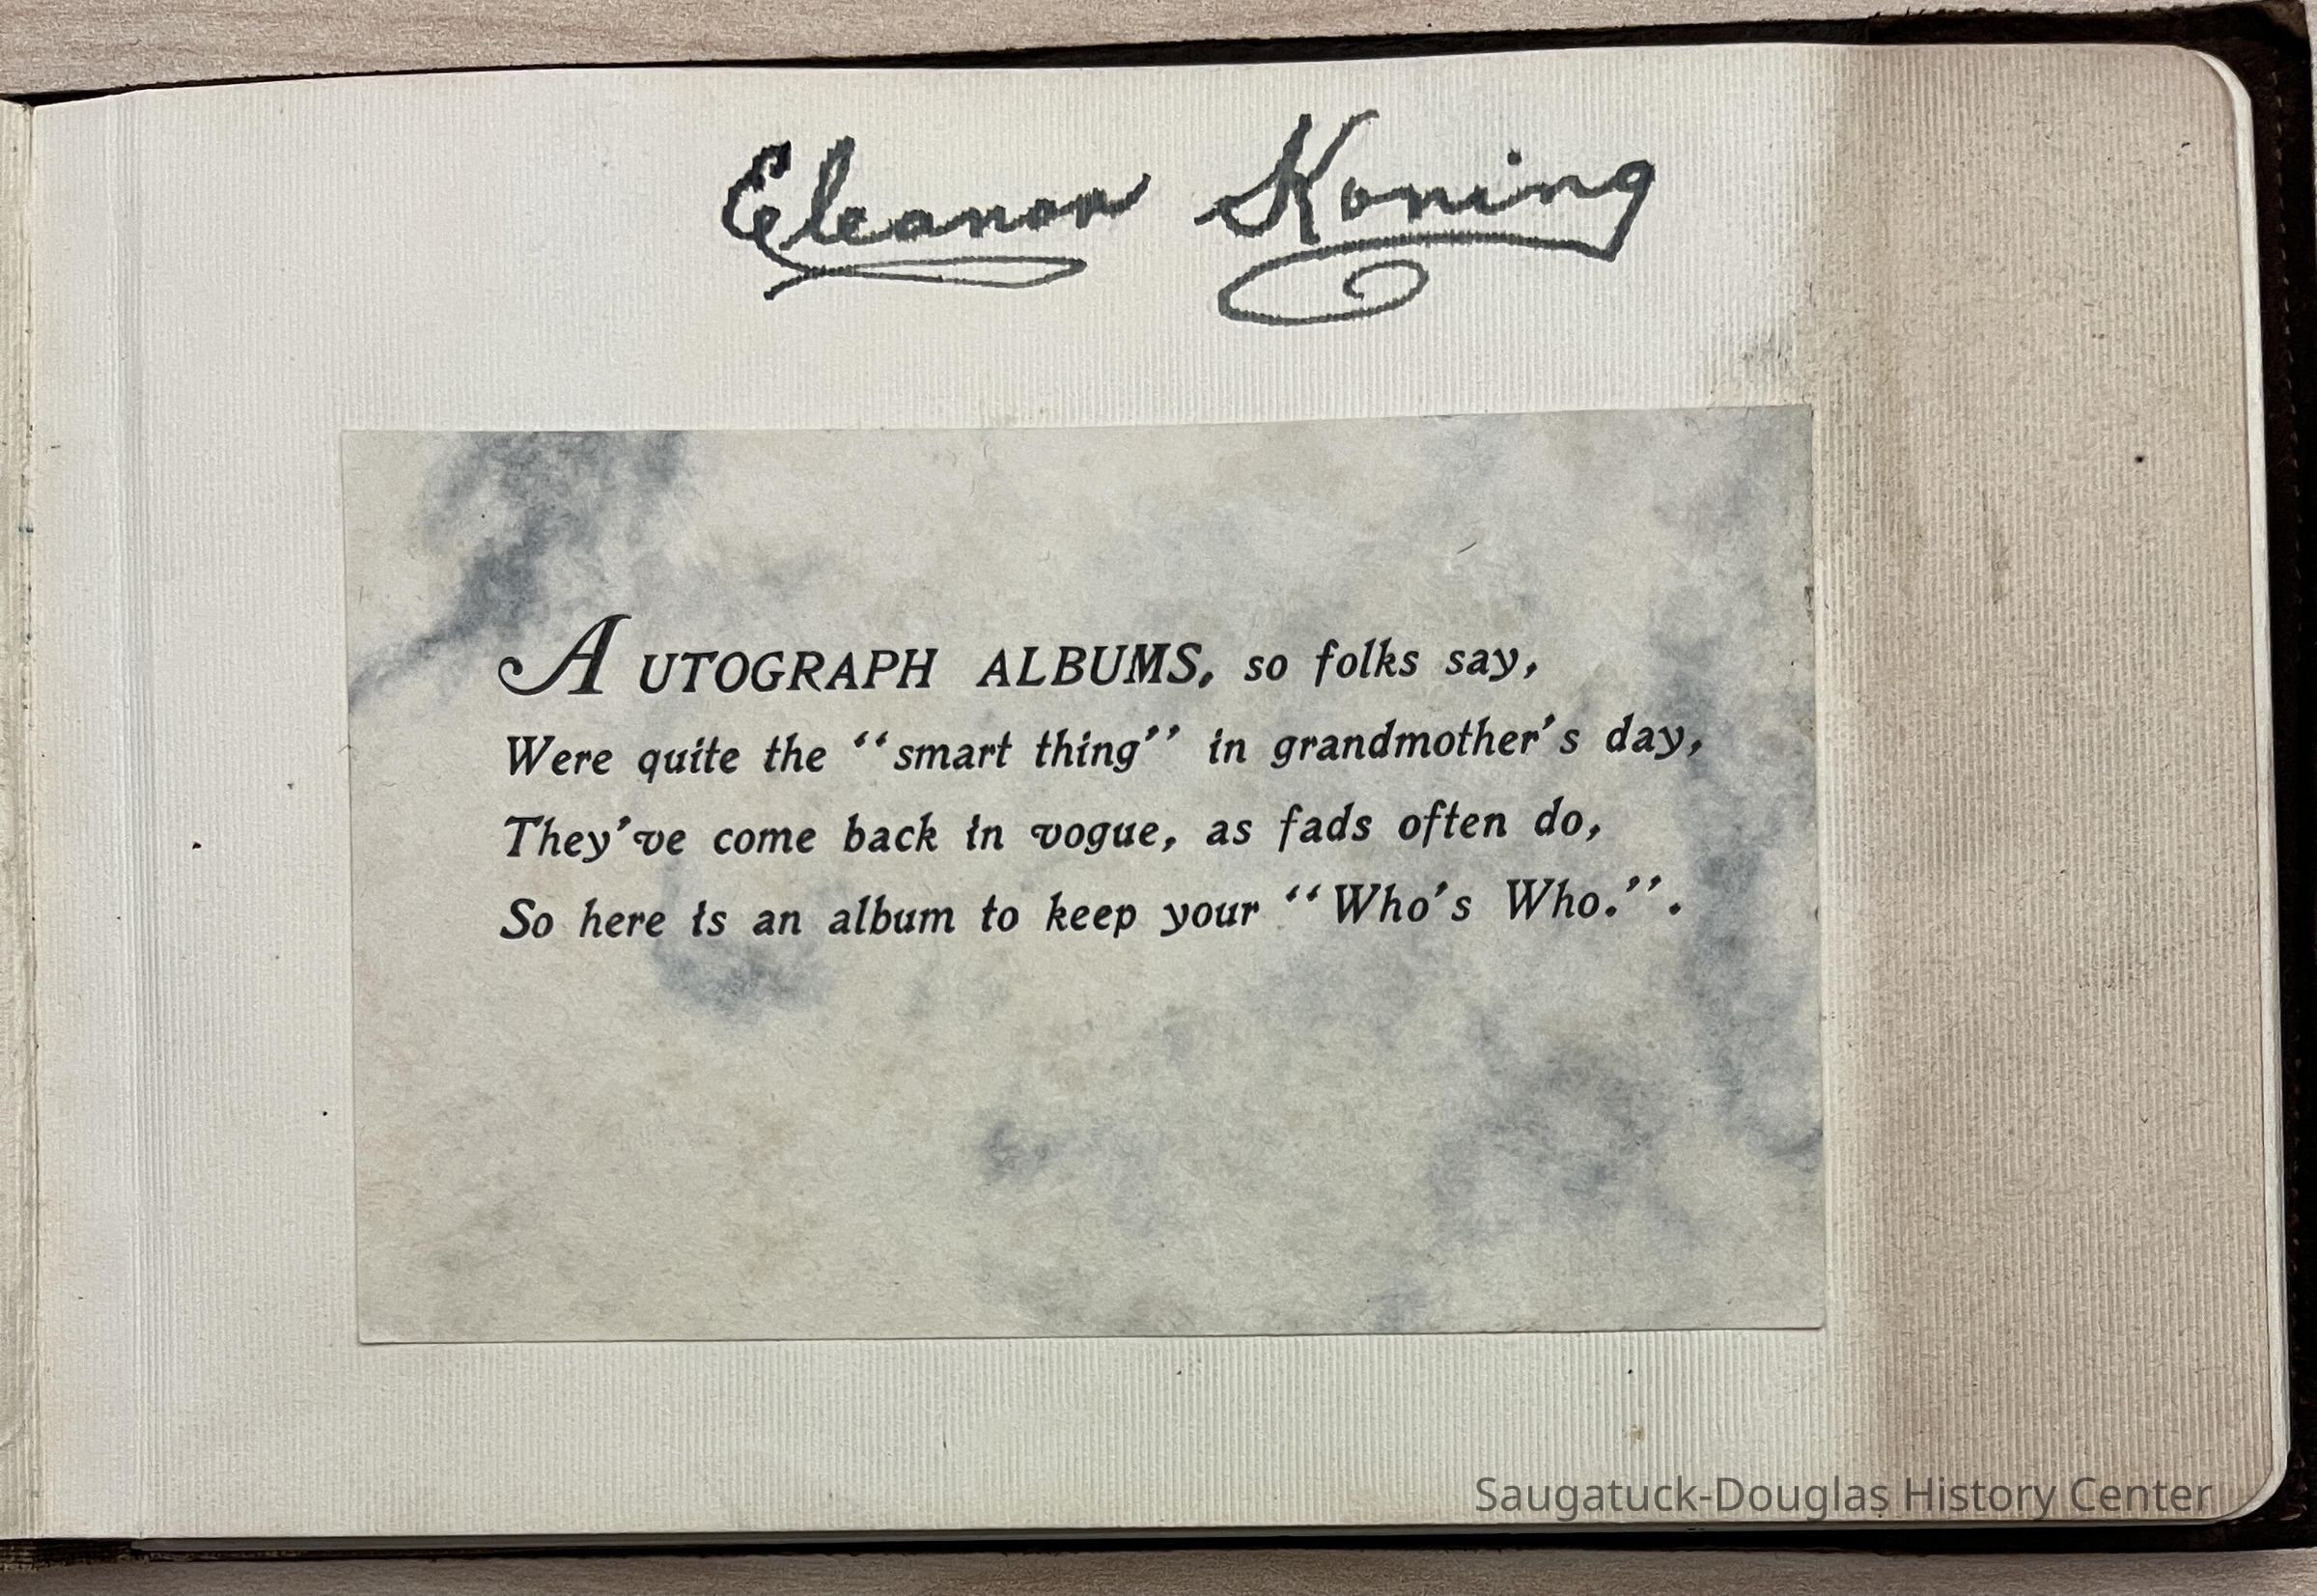 Eleanor Koning
AUTOGRAPH ALBUMS, so folks say,
Were quite the “smart thing” in grandmother's day,
They've come back in vogue, as fads often do,
So here is an album to keep your “Who's Who.”.
Saugatuck-Douglas History Center